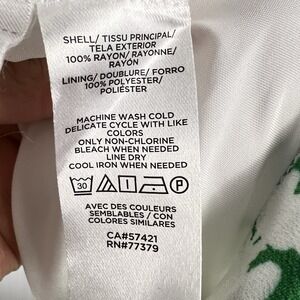 SHELL/ TISSU PRINCIPAL/
TELA EXTERIOR
100% RAYON/RAYONNE/
RAYÓN
LINING/ DOUBLURE/ FORRO
100% POLYESTER/
POLIÉSTER
MACHINE WASH COLD
DELICATE CYCLE WITH LIKE
COLORS
ONLY NON-CHLORINE
BLEACH WHEN NEEDED
LINE DRY
COOL IRON WHEN NEEDED
30 P
AVEC DES COULEURS
SEMBLABLES / CON
COLORES SIMILARES
CA#57421
RN#77379